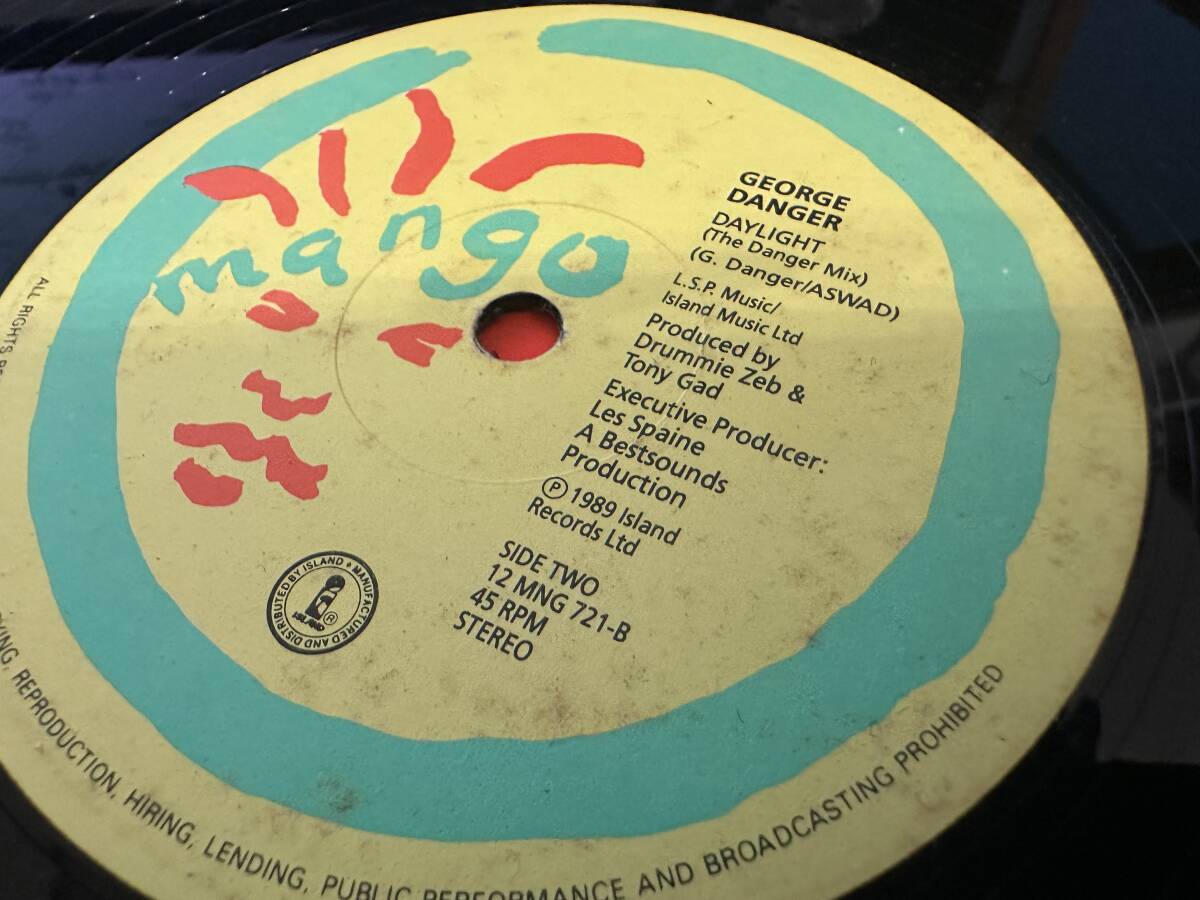 mango
GEORGE
DANGER
DAYLIGHT
(The Danger Mix)
(G. Danger/ASWAD)
L.S.P. Music/
Island Music Ltd
Produced by
Drummie Zeb &
Tony Gad
Executive Producer:
Les Spaine
A Bestsounds
Production
℗ 1989 Island
Records Ltd
SIDE TWO
12 MNG 721-B
45 RPM
STEREO
MANUFACTURED AND DISTRIBUTED BY ISLAND
ISLAND ®
ALL RIGHTS
REPRODUCTION, HIRING, LENDING, PUBLIC PERFORMANCE AND BROADCASTING PROHIBITED